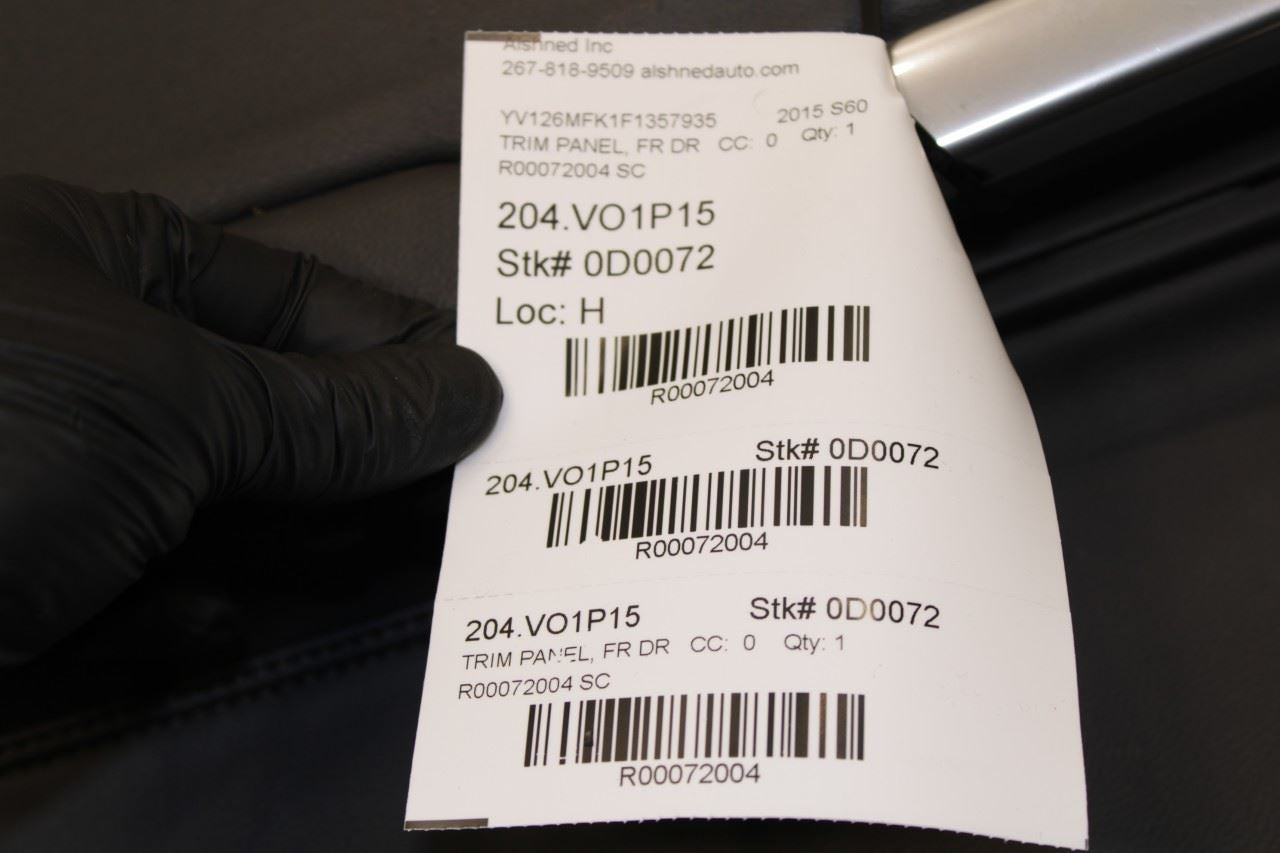 Alshned Inc
267-818-9509 alshnedauto.com
YV126MFK1F1357935 2015 S60
TRIM PANEL, FR DR CC: 0 Qty: 1
R00072004 SC
204.VO1P15
Stk# 0D0072
Loc: H
R00072004
204.VO1P15 Stk# 0D0072
R00072004
204.VO1P15 Stk# 0D0072
TRIM PANEL, FR DR CC: 0 Qty: 1
R00072004 SC
R00072004